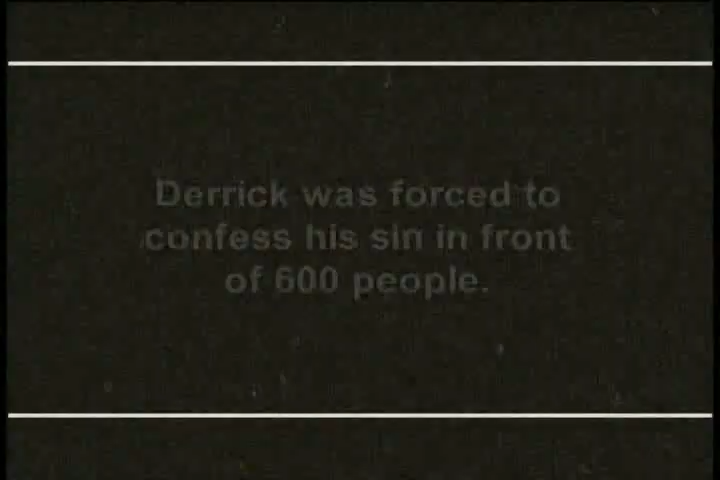 Derrick was forced to
confess his sin in front
of 600 people.